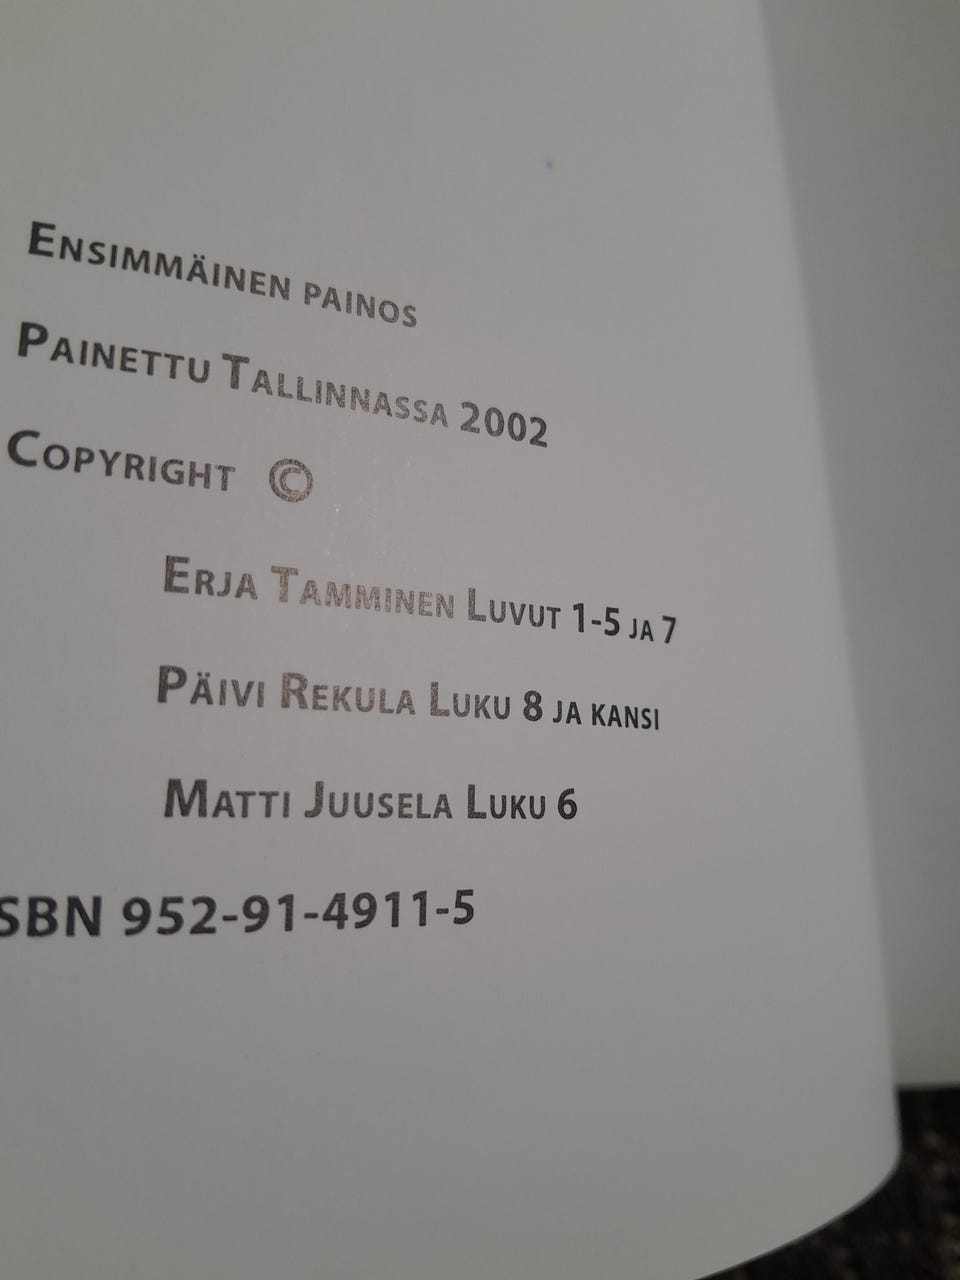 Ensimmäinen painos
Painettu Tallinnassa 2002
Copyright ©
Erja Tamminen Luvut 1-5 ja 7
Päivi Rekula Luku 8 ja kansi
Matti Juusela Luku 6
SBN 952-91-4911-5